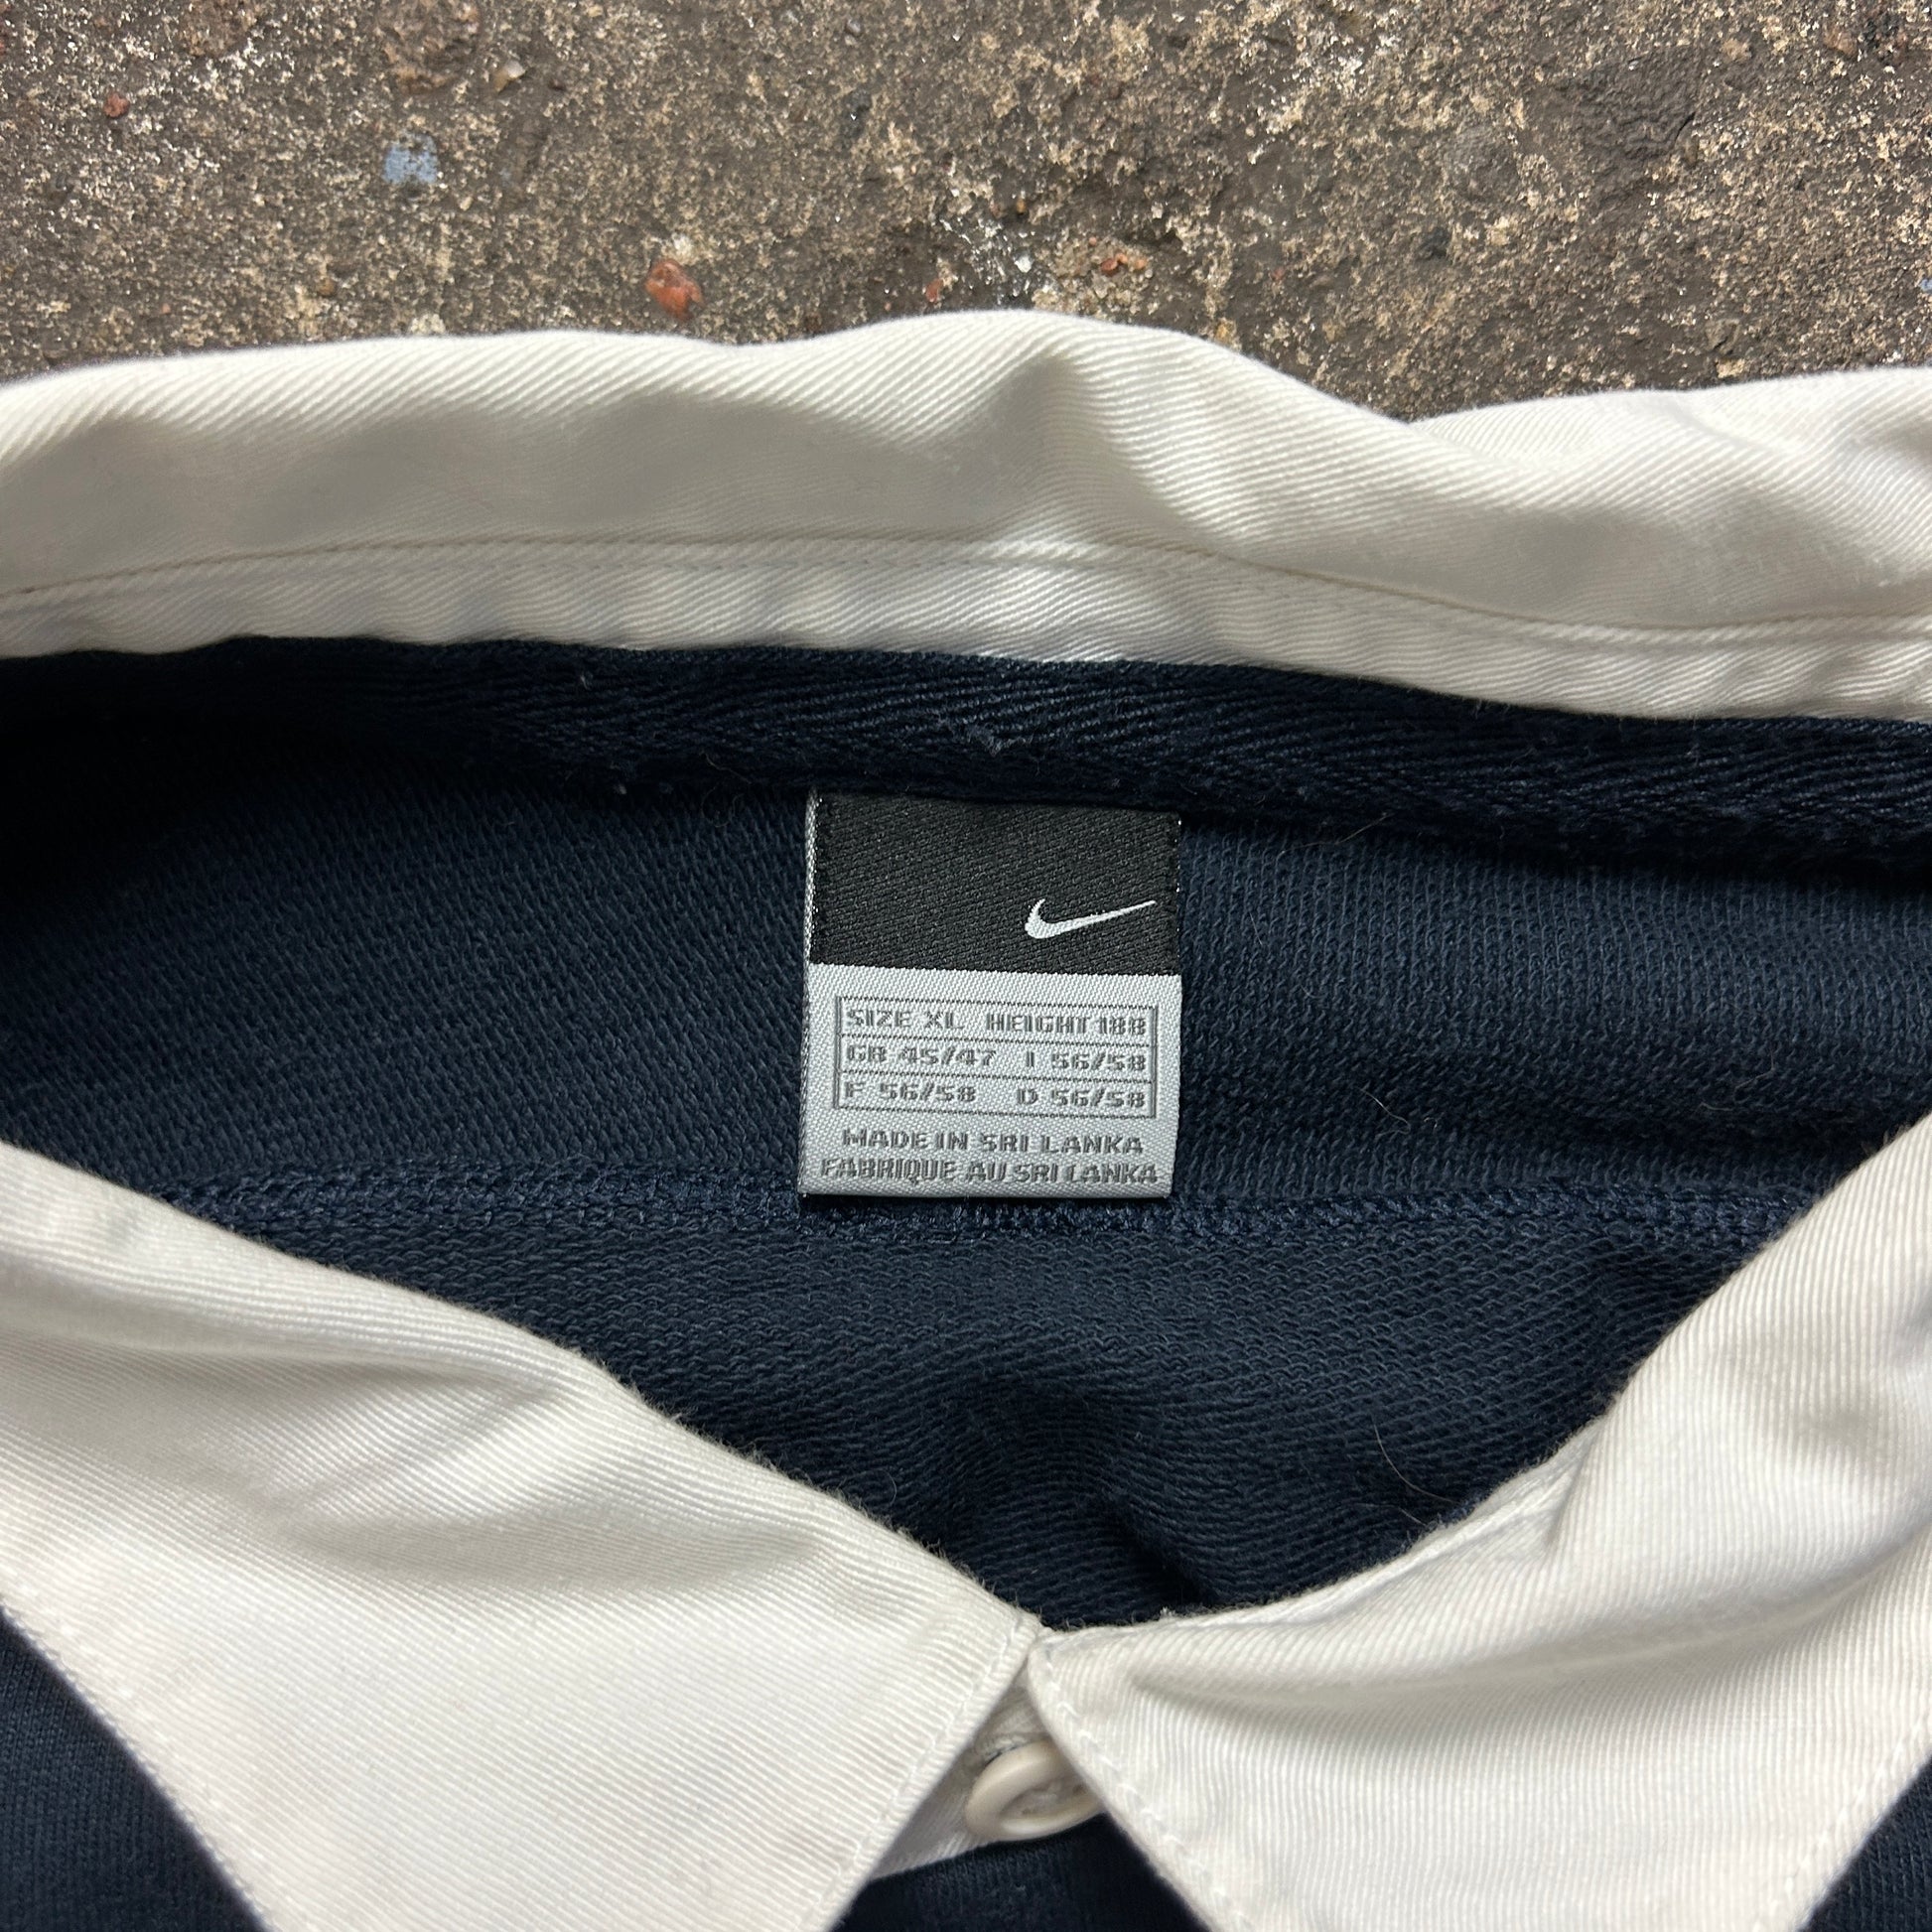 SIZE XL HEIGHT 188
GB 45/47 I 56/58
F 56/58 D 56/58
MADE IN SRI LANKA
FABRIQUE AU SRI LANKA